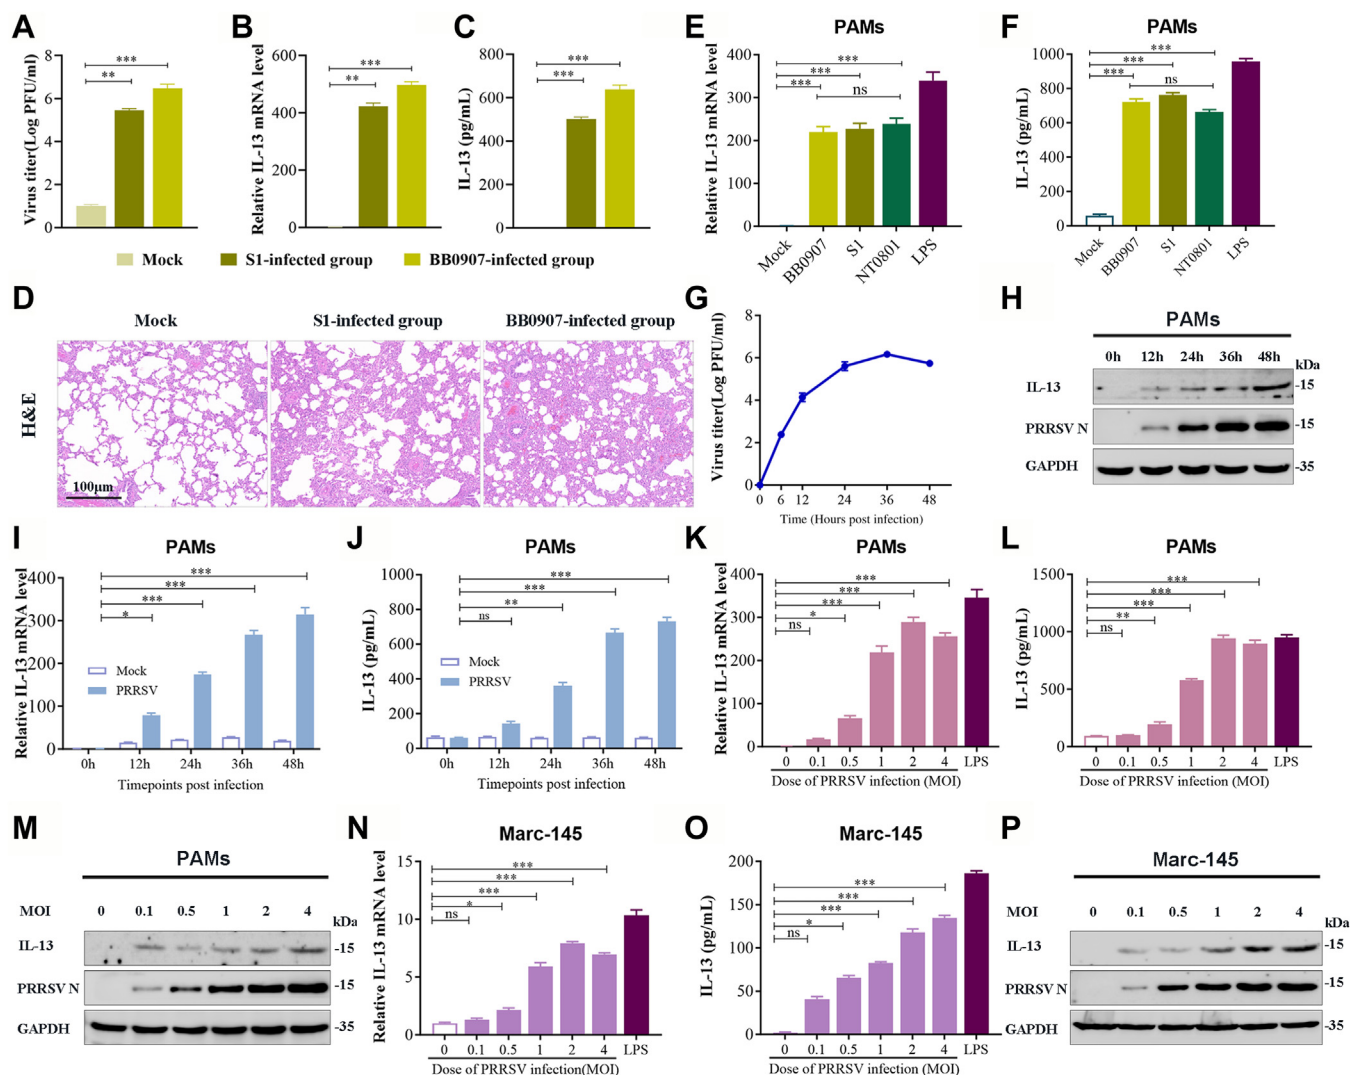 A
Virus titer(Log PFU/ml)
8
6
4
2
0
***
**
B
Relative IL-13 mRNA level
600
400
200
0
***
**
C
IL-13 (pg/mL)
800
600
400
200
0
***
***
Mock
S1-infected group
BB0907-infected group
E
PAMs
Relative IL-13 mRNA level
400
300
200
100
0
***
***
***
ns
Mock
BB0907
S1
NT0801
LPS
F
PAMs
IL-13 (pg/mL)
1000
800
600
400
200
0
***
***
***
ns
Mock
BB0907
S1
NT0801
LPS
D
Mock
S1-infected group
BB0907-infected group
H&E
100μm
G
Virus titer(Log PFU/ml)
8
6
4
2
0
0 6 12 24 36 48
Time (Hours post infection)
H
PAMs
0h 12h 24h 36h 48h kDa
IL-13 -15
PRRSV N -15
GAPDH -35
I
PAMs
Relative IL-13 mRNA level
400
300
200
100
0
***
***
***
*
Mock
PRRSV
0h 12h 24h 36h 48h
Timepoints post infection
J
PAMs
IL-13 (pg/mL)
1000
800
600
400
200
0
***
***
**
ns
Mock
PRRSV
0h 12h 24h 36h 48h
Timepoints post infection
K
PAMs
Relative IL-13 mRNA level
400
300
200
100
0
***
***
***
*
ns
0 0.1 0.5 1 2 4 LPS
Dose of PRRSV infection (MOI)
L
PAMs
IL-13 (pg/mL)
1500
1000
500
0
***
***
***
**
ns
0 0.1 0.5 1 2 4 LPS
Dose of PRRSV infection (MOI)
M
PAMs
MOI 0 0.1 0.5 1 2 4 kDa
IL-13 -15
PRRSV N -15
GAPDH -35
N
Marc-145
Relative IL-13 mRNA level
15
10
5
0
***
***
***
*
ns
0 0.1 0.5 1 2 4 LPS
Dose of PRRSV infection(MOI)
O
Marc-145
IL-13 (pg/mL)
200
150
100
50
0
***
***
***
*
ns
0 0.1 0.5 1 2 4 LPS
Dose of PRRSV infection (MOI)
P
Marc-145
MOI 0 0.1 0.5 1 2 4 kDa
IL-13 -15
PRRSV N -15
GAPDH -35